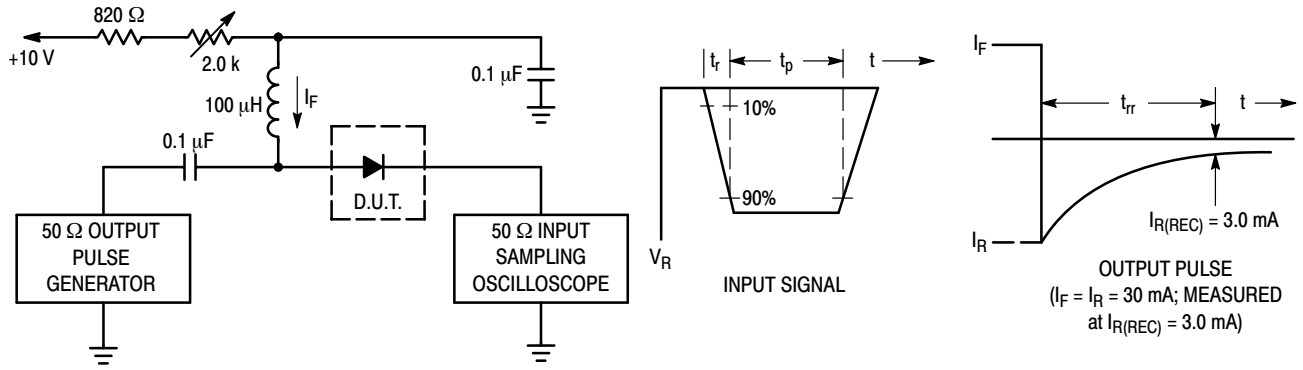 820 Ω
+10 V
2.0 k
100 μH
I_F
0.1 μF
0.1 μF
D.U.T.
50 Ω OUTPUT
PULSE
GENERATOR
50 Ω INPUT
SAMPLING
OSCILLOSCOPE
t_r
t_p
t
10%
90%
V_R
INPUT SIGNAL
I_F
t_rr
t
I_R
I_R(REC) = 3.0 mA
OUTPUT PULSE
(I_F = I_R = 30 mA; MEASURED
at I_R(REC) = 3.0 mA)